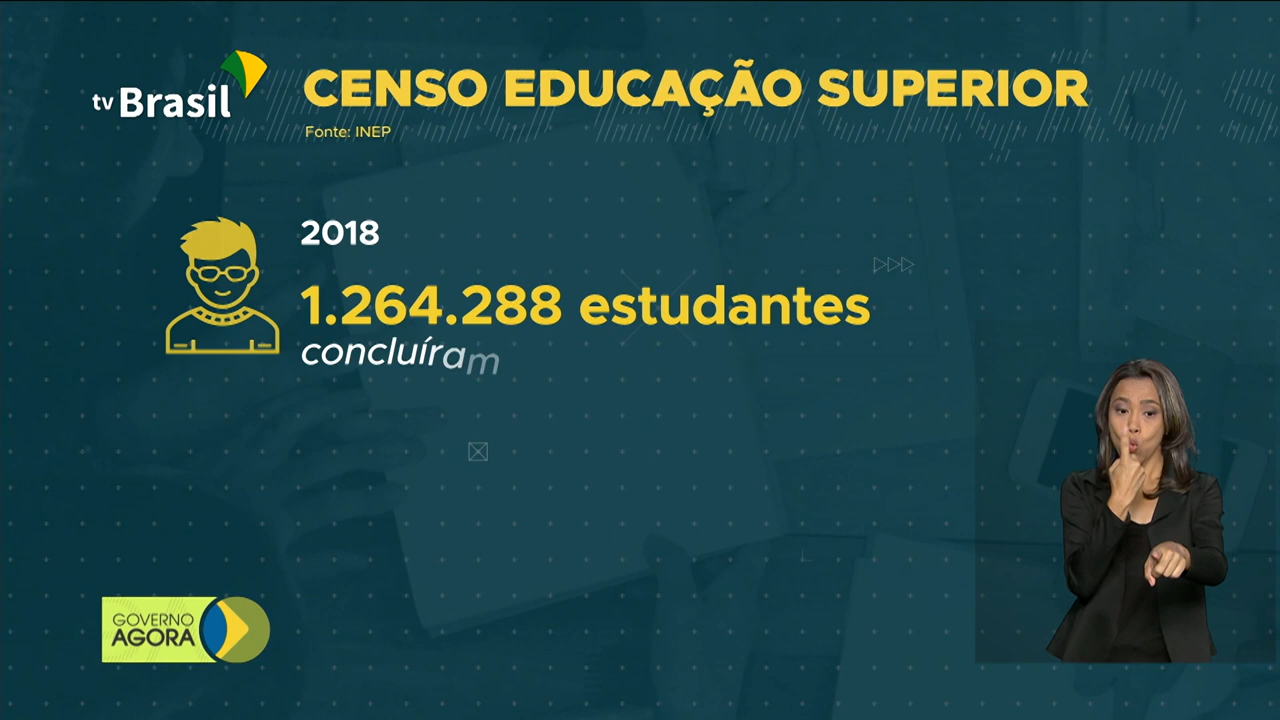 tv Brasil
CENSO EDUCAÇÃO SUPERIOR
Fonte: INEP
2018
1.264.288 estudantes
concluíram
GOVERNO
AGORA